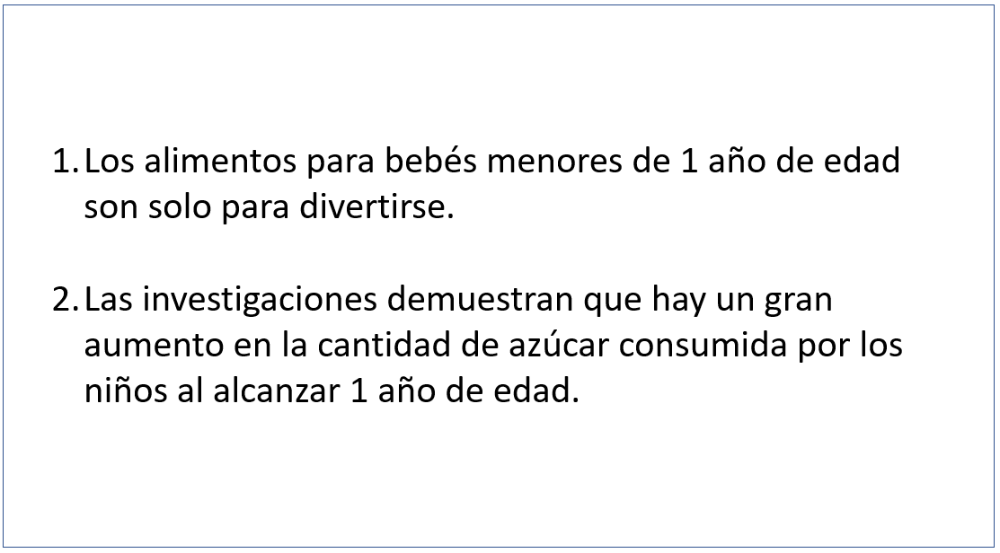 1. Los alimentos para bebés menores de 1 año de edad
son solo para divertirse.
2. Las investigaciones demuestran que hay un gran
aumento en la cantidad de azúcar consumida por los
niños al alcanzar 1 año de edad.